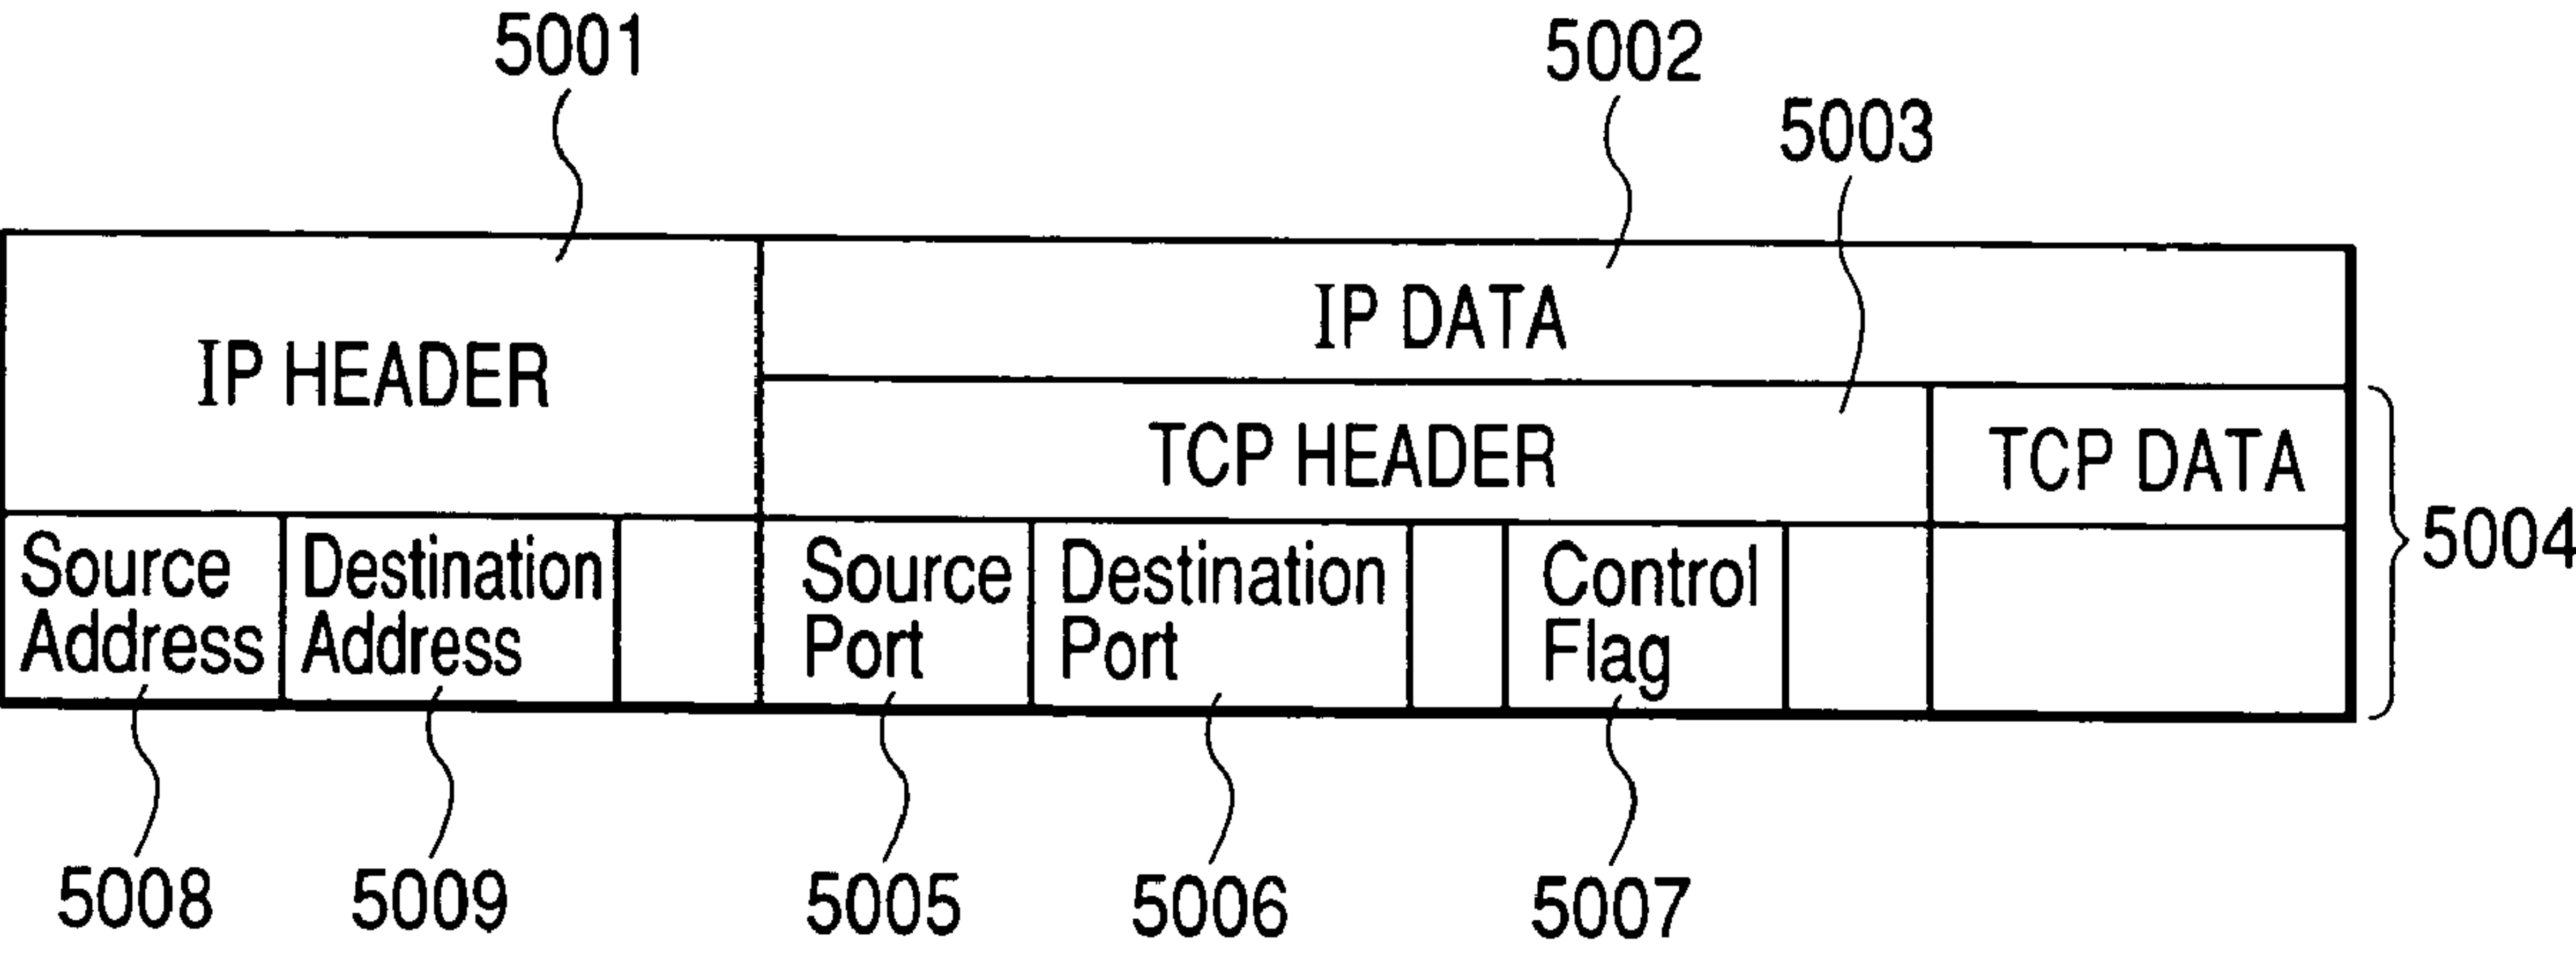 5001
5002
5003
IP HEADER
IP DATA
TCP HEADER
TCP DATA
5004
Source
Address
Destination
Address
Source
Port
Destination
Port
Control
Flag
5008
5009
5005
5006
5007